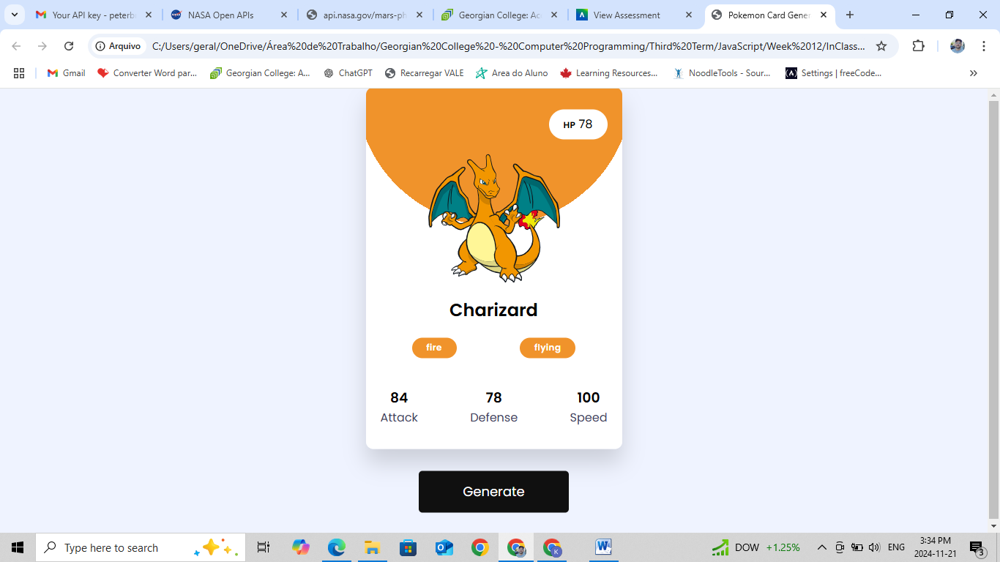 Your API key - peterb
NASA Open APIs
api.nasa.gov/mars-ph
Georgian College: Ac
View Assessment
Pokemon Card Gener
Arquivo
C:/Users/geral/OneDrive/Área%20de%20Trabalho/Georgian%20College%20-%20Computer%20Programming/Third%20Term/JavaScript/Week%2012/InClass...
Gmail
Converter Word par...
Georgian College: A...
ChatGPT
Recarregar VALE
Area do Aluno
Learning Resources...
NoodleTools - Sour...
Settings | freeCode...
HP 78
Charizard
fire
flying
84
78
100
Attack
Defense
Speed
Generate
Type here to search
DOW +1.25%
ENG
3:34 PM
2024-11-21
3